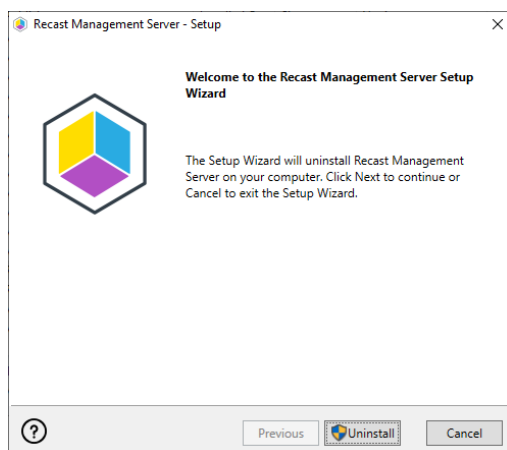 Recast Management Server - Setup
Welcome to the Recast Management Server Setup
Wizard
The Setup Wizard will uninstall Recast Management
Server on your computer. Click Next to continue or
Cancel to exit the Setup Wizard.
?
Previous
Uninstall
Cancel